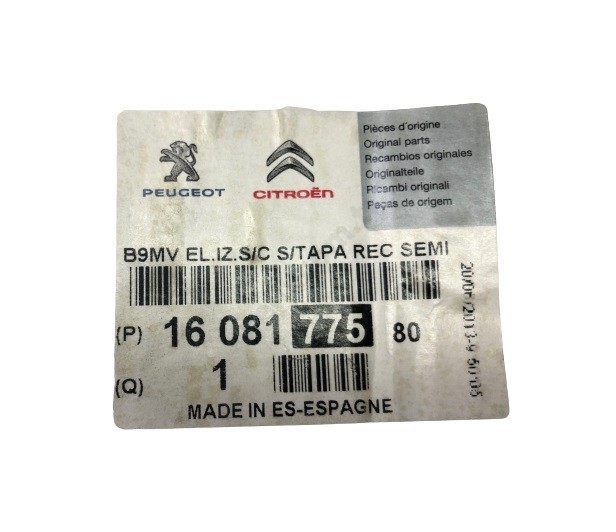 PEUGEOT
CITROËN
Pièces d'origine
Original parts
Recambios originales
Originalteile
Ricambi originali
Peças de origem
B9MV EL.IZ.S/C S/TAPA REC SEMI
(P) 16 081 775 80
(Q) 1
MADE IN ES-ESPAGNE